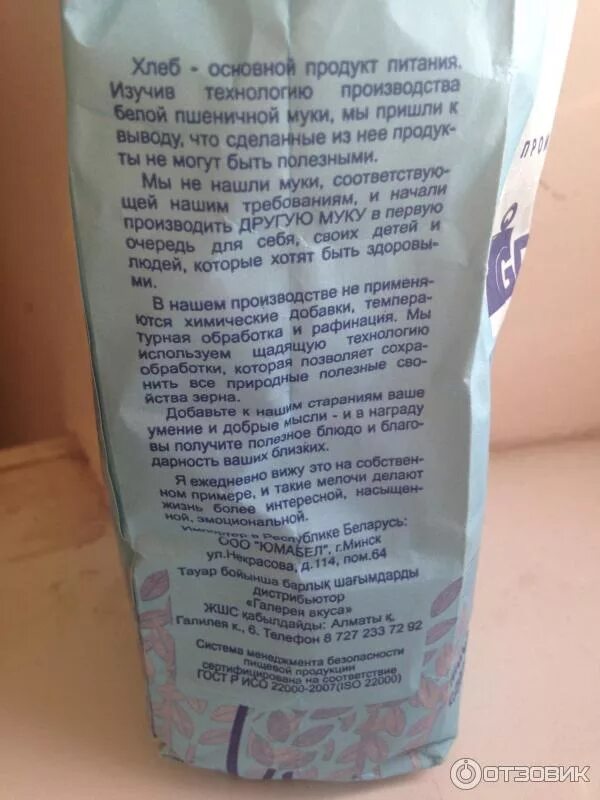 Хлеб - основной продукт питания.
Изучив технологию производства
белой пшеничной муки, мы пришли к
выводу, что сделанные из нее продук-
ты не могут быть полезными.
Мы не нашли муки, соответствую-
щей нашим требованиям, и начали
производить ДРУГУЮ МУКУ в первую
очередь для себя, своих детей и
людей, которые хотят быть здоровы-
ми.
В нашем производстве не применя-
ются химические добавки, темпера-
турная обработка и рафинация. Мы
используем щадящую технологию
обработки, которая позволяет сохра-
нить все природные полезные сво-
йства зерна.
Добавьте к нашим стараниям ваше
умение и добрые мысли - и в награду
вы получите полезное блюдо и благо-
дарность ваших близких.
Я ежедневно вижу это на собствен-
ном примере, и такие мелочи делают
жизнь более интересной, насыщен-
ной, эмоциональной.
Импортер в Республике Беларусь:
ООО "ЮМАБЕЛ", г.Минск
ул.Некрасова, д.114, пом.64
Тауар бойынша барлық шағымдарды
дистрибьютор
«Галерея вкуса»
ЖШС қабылдайды: Алматы қ.
Галилея к., 6. Телефон 8 727 233 72 92
Система менеджмента безопасности
пищевой продукции
сертифицирована на соответствие
ГОСТ Р ИСО 22000-2007(ISO 22000)
ОТЗОВИК